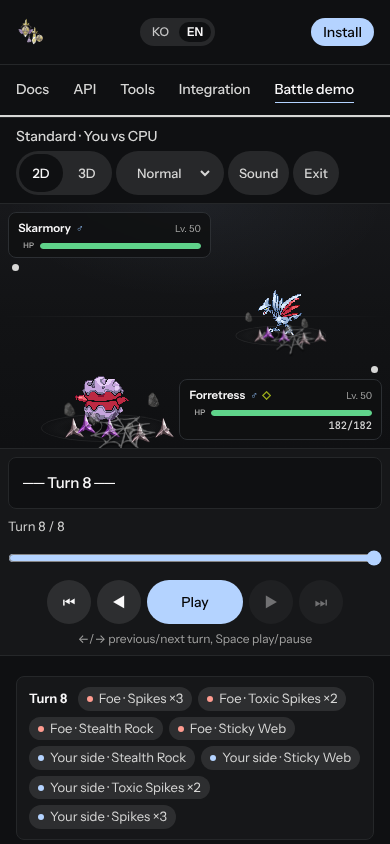 KO EN Install
Docs API Tools Integration Battle demo
Standard · You vs CPU
2D 3D Normal Sound Exit
Skarmory ♂ Lv. 50
HP
Forretress ♂ Lv. 50
HP
182/182
── Turn 8 ──
Turn 8 / 8
Play
←/→ previous/next turn, Space play/pause
Turn 8 Foe · Spikes ×3 Foe · Toxic Spikes ×2
Foe · Stealth Rock Foe · Sticky Web
Your side · Stealth Rock Your side · Sticky Web
Your side · Toxic Spikes ×2
Your side · Spikes ×3